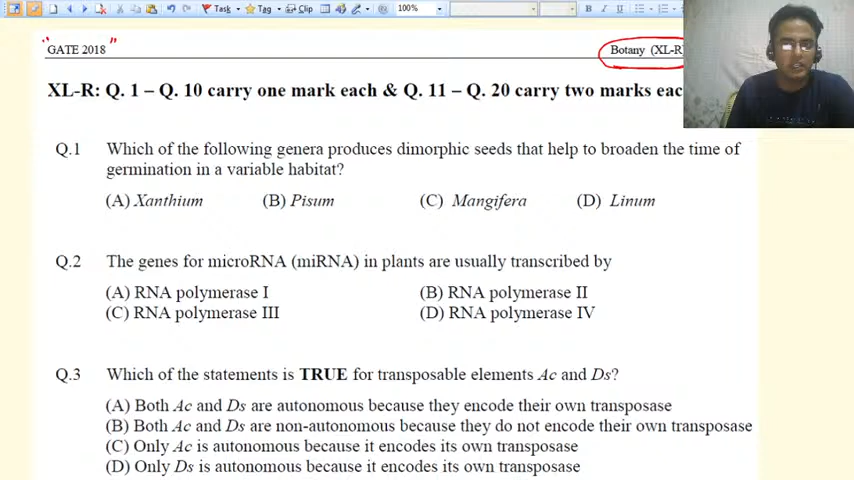 Task Tag Clip 100% B I U
"GATE 2018" Botany (XL-R)
XL-R: Q. 1 – Q. 10 carry one mark each & Q. 11 – Q. 20 carry two marks eac
Q.1 Which of the following genera produces dimorphic seeds that help to broaden the time of
germination in a variable habitat?
(A) Xanthium (B) Pisum (C) Mangifera (D) Linum
Q.2 The genes for microRNA (miRNA) in plants are usually transcribed by
(A) RNA polymerase I (B) RNA polymerase II
(C) RNA polymerase III (D) RNA polymerase IV
Q.3 Which of the statements is TRUE for transposable elements Ac and Ds?
(A) Both Ac and Ds are autonomous because they encode their own transposase
(B) Both Ac and Ds are non-autonomous because they do not encode their own transposase
(C) Only Ac is autonomous because it encodes its own transposase
(D) Only Ds is autonomous because it encodes its own transposase